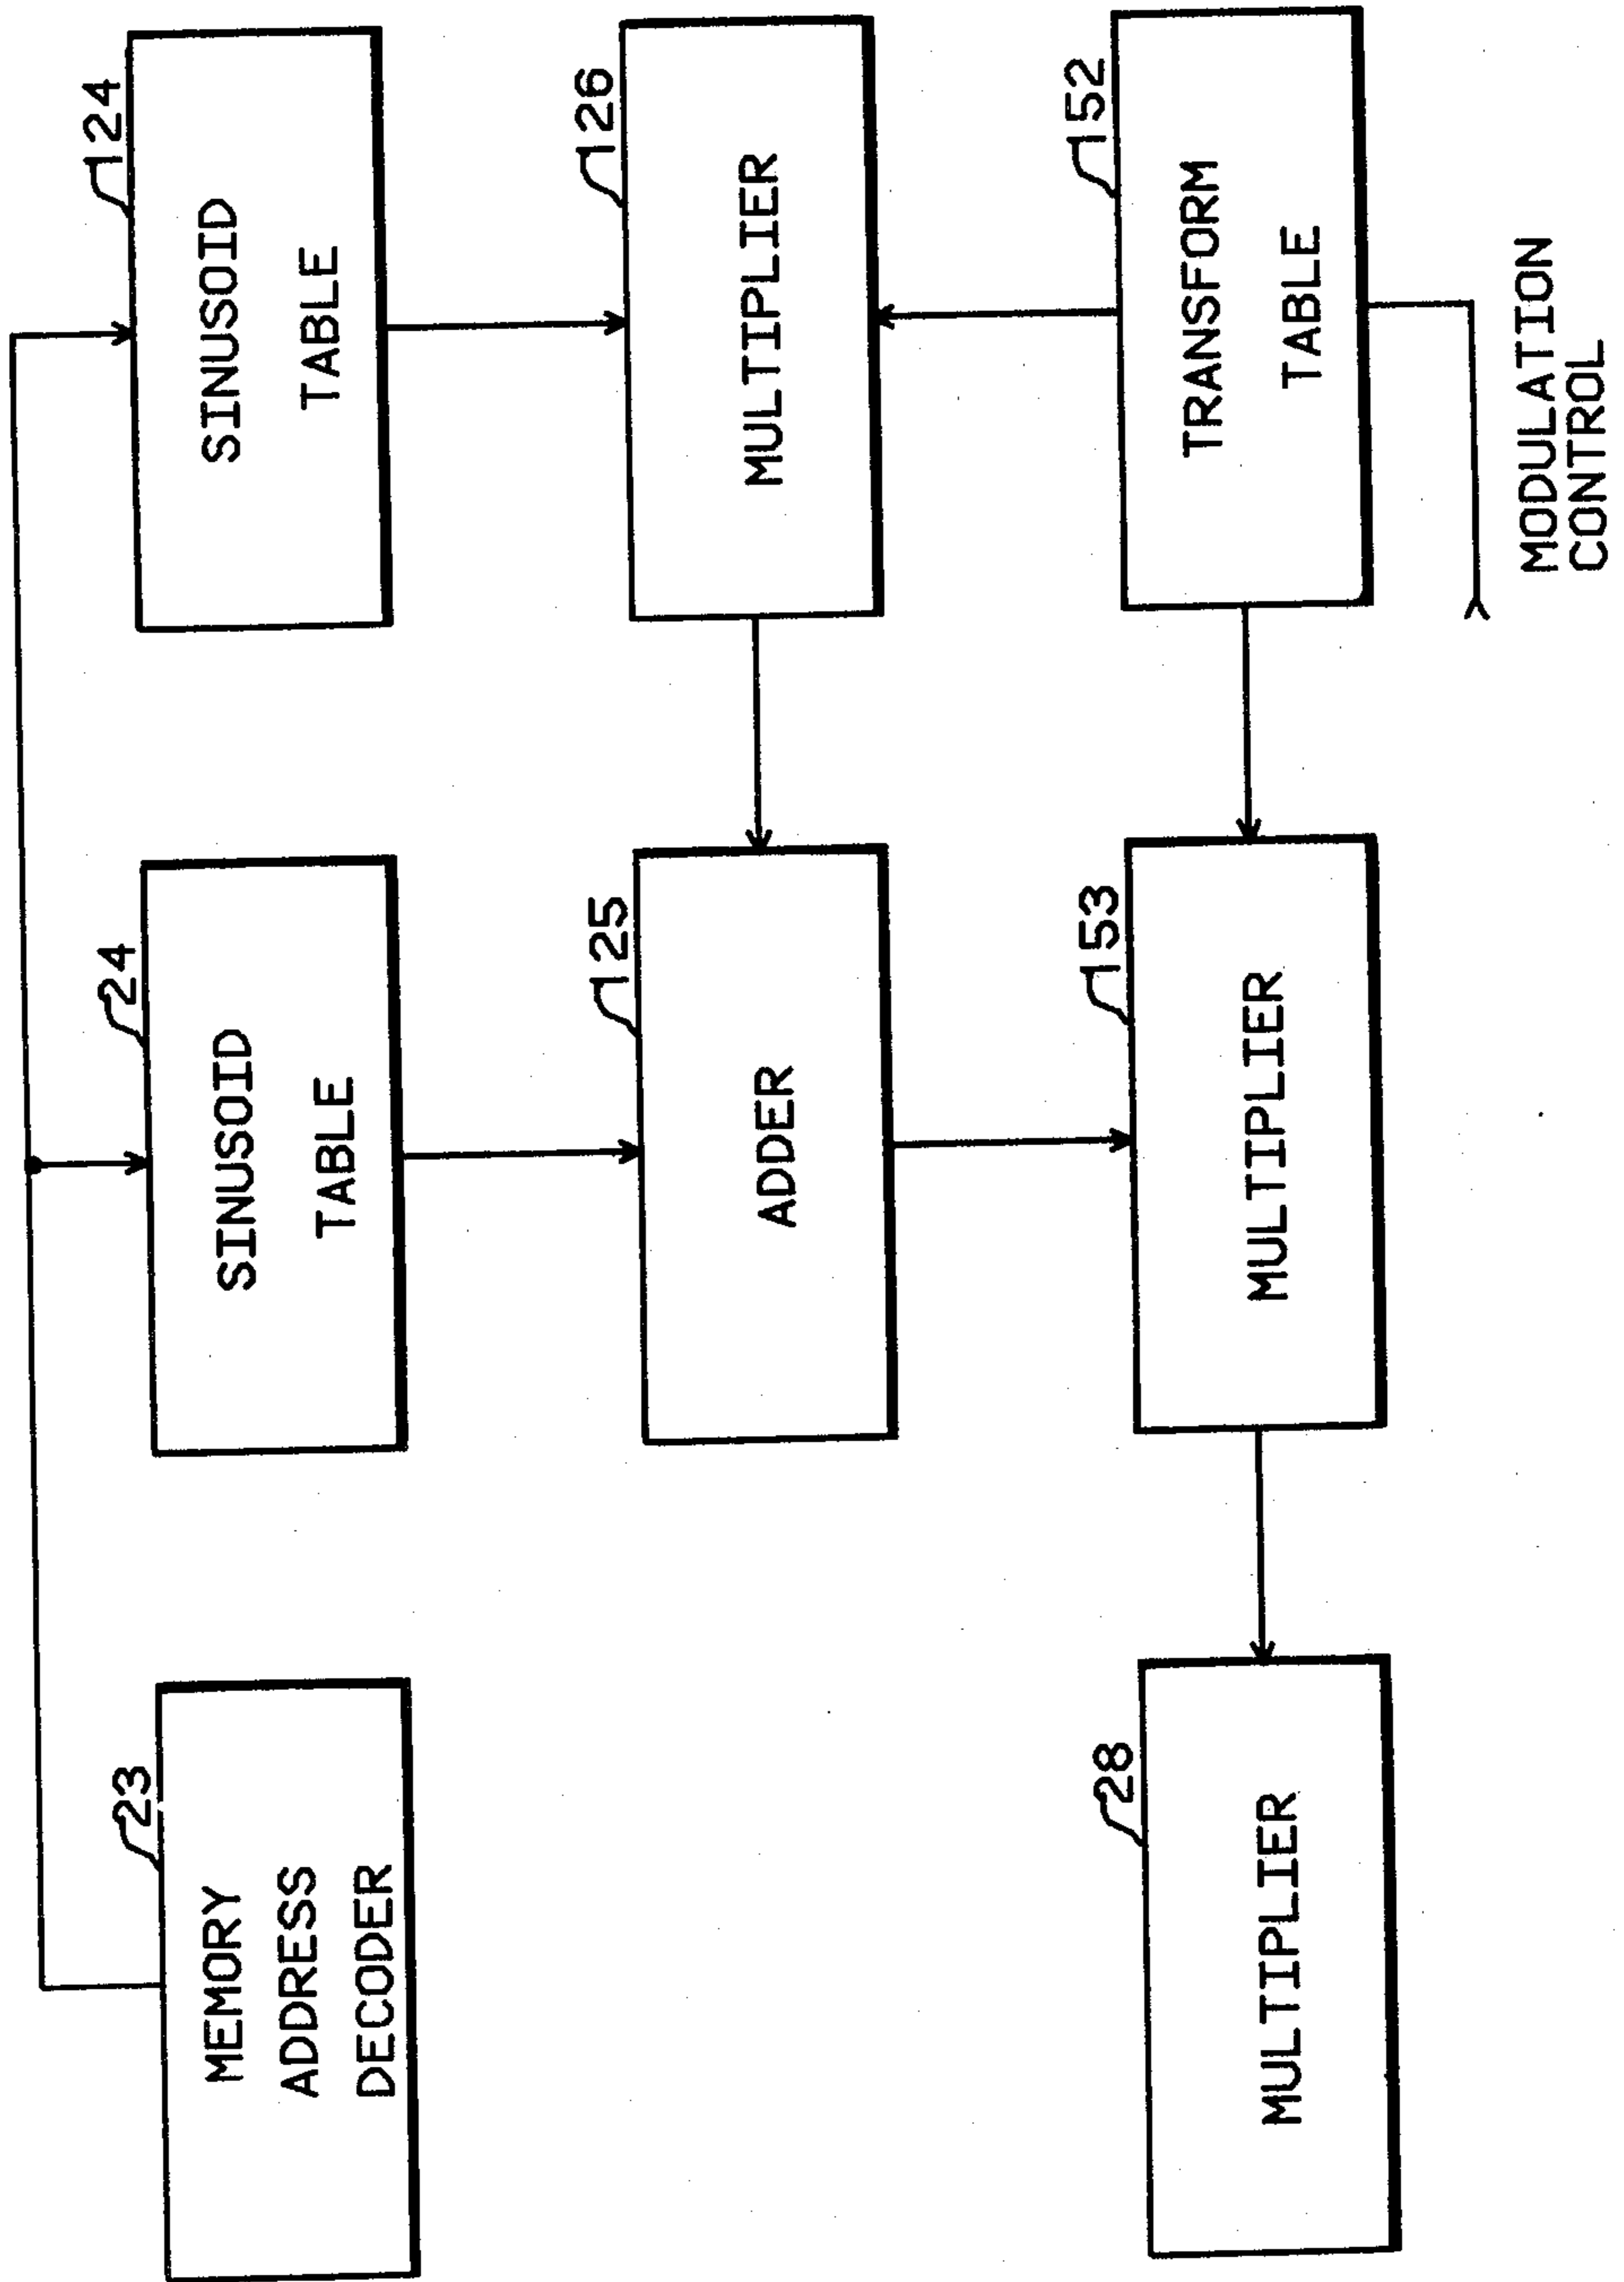 23
MEMORY
ADDRESS
DECODER
24
SINUSOID
TABLE
124
SINUSOID
TABLE
125
ADDER
126
MULTIPLIER
28
MULTIPLIER
153
MULTIPLIER
152
TRANSFORM
TABLE
MODULATION
CONTROL